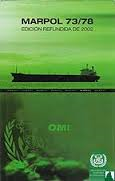 MARPOL 73/78
EDICIÓN REFUNDIDA DE 2002
OMI